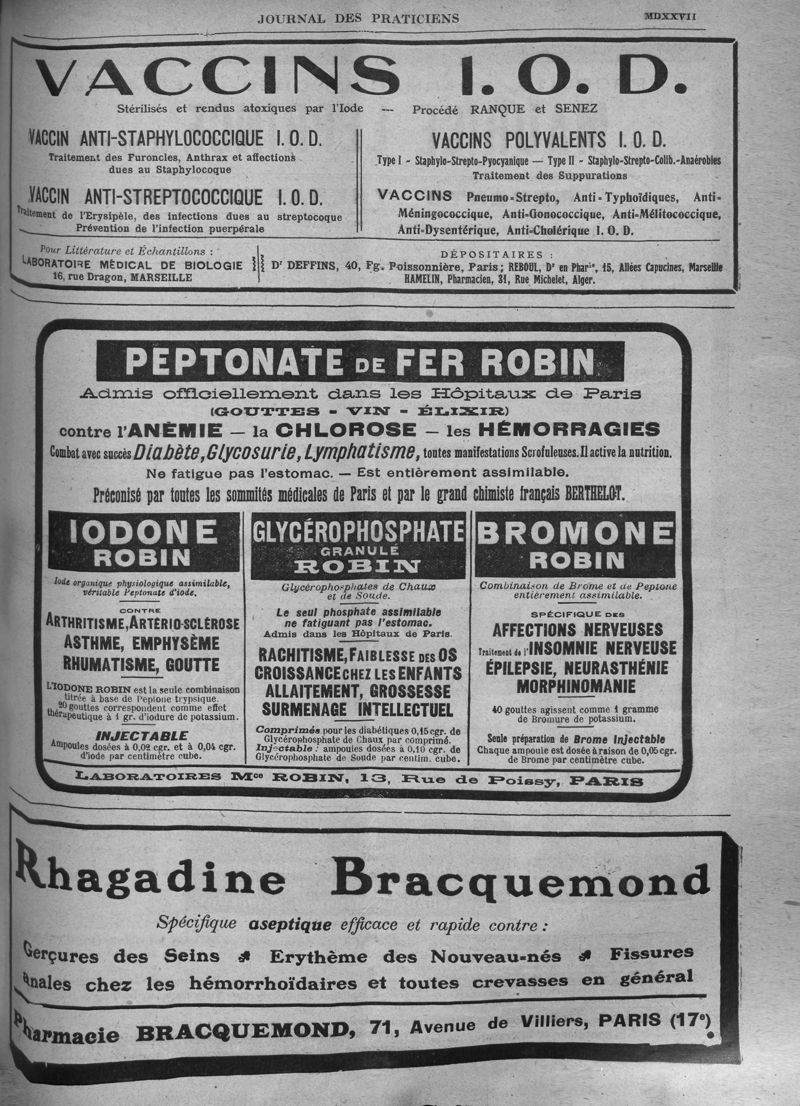 JOURNAL DES PRATICIENS
MDXXVII
VACCINS I. O. D.
Stérilisés et rendus atoxiques par l'Iode — Procédé RANQUE et SENEZ
VACCIN ANTI-STAPHYLOCOCCIQUE I. O. D.
Traitement des Furoncles, Anthrax et affections
dues au Staphylocoque
VACCIN ANTI-STREPTOCOCCIQUE I. O. D.
Traitement de l'Erysipèle, des infections dues au streptocoque
Prévention de l'infection puerpérale
VACCINS POLYVALENTS I. O. D.
Type I - Staphylo-Strepto-Pyocyanique — Type II - Staphylo-Strepto-Colib.-Anaérobies
Traitement des Suppurations
VACCINS Pneumo-Strepto, Anti-Typhoïdiques, Anti-
Méningococcique, Anti-Gonococcique, Anti-Mélitococcique,
Anti-Dysentérique, Anti-Cholérique I. O. D.
Pour Littérature et Échantillons :
LABORATOIRE MÉDICAL DE BIOLOGIE
16, rue Dragon, MARSEILLE
DÉPOSITAIRES :
Dr DEFFINS, 40, Fg. Poissonnière, Paris; REBOUL, Dr en Phar<sup>ie</sup>, 15, Allées Capucines, Marseille
HAMELIN, Pharmacien, 31, Rue Michelet, Alger.
PEPTONATE DE FER ROBIN
Admis officiellement dans les Hôpitaux de Paris
(GOUTTES - VIN - ÉLIXIR)
contre l'ANÉMIE — la CHLOROSE — les HÉMORRAGIES
Combat avec succès Diabète, Glycosurie, Lymphatisme, toutes manifestations Scrofuleuses. Il active la nutrition.
Ne fatigue pas l'estomac. — Est entièrement assimilable.
Préconisé par toutes les sommités médicales de Paris et par le grand chimiste français BERTHELOT.
IODONE
ROBIN
Iode organique physiologique assimilable,
véritable Peptonate d'iode.
CONTRE
ARTHRITISME, ARTÉRIO-SCLÉROSE
ASTHME, EMPHYSÈME
RHUMATISME, GOUTTE
L'IODONE ROBIN est la seule combinaison
titrée à base de Peptone trypsique.
20 gouttes correspondent comme effet
thérapeutique à 1 gr. d'iodure de potassium.
INJECTABLE
Ampoules dosées à 0,02 cgr. et à 0,04 cgr.
d'iode par centimètre cube.
GLYCÉROPHOSPHATE
GRANULÉ
ROBIN
Glycérophosphates de Chaux
et de Soude.
Le seul phosphate assimilable
ne fatiguant pas l'estomac.
Admis dans les Hôpitaux de Paris.
RACHITISME, FAIBLESSE DES OS
CROISSANCE CHEZ LES ENFANTS
ALLAITEMENT, GROSSESSE
SURMENAGE INTELLECTUEL
Comprimés pour les diabétiques 0,15 cgr. de
Glycérophosphate de Chaux par comprimé.
Injectable : ampoules dosées à 0,10 cgr. de
Glycérophosphate de Soude par centim. cube.
BROMONE
ROBIN
Combinaison de Brome et de Peptone
entièrement assimilable.
SPÉCIFIQUE DES
AFFECTIONS NERVEUSES
Traitement de l'INSOMNIE NERVEUSE
ÉPILEPSIE, NEURASTHÉNIE
MORPHINOMANIE
40 gouttes agissent comme 1 gramme
de Bromure de potassium.
Seule préparation de Brome Injectable
Chaque ampoule est dosée à raison de 0,05 cgr.
de Brome par centimètre cube.
LABORATOIRES Mce ROBIN, 13, Rue de Poissy, PARIS
Rhagadine Bracquemond
Spécifique aseptique efficace et rapide contre :
Gerçures des Seins Erythème des Nouveau-nés Fissures
anales chez les hémorrhoïdaires et toutes crevasses en général
Pharmacie BRACQUEMOND, 71, Avenue de Villiers, PARIS (17e)